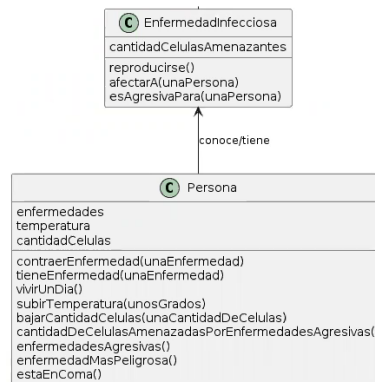 C EnfermedadInfecciosa
cantidadCelulasAmenazantes
reproducirse()
afectarA(unaPersona)
esAgresivaPara(unaPersona)
conoce/tiene
C Persona
enfermedades
temperatura
cantidadCelulas
contraerEnfermedad(unaEnfermedad)
tieneEnfermedad(unaEnfermedad)
vivirUnDia()
subirTemperatura(unosGrados)
bajarCantidadCelulas(unaCantidadDeCelulas)
cantidadDeCelulasAmenazadasPorEnfermedadesAgresivas(
enfermedadesAgresivas()
enfermedadMasPeligrosa()
estaEnComa()